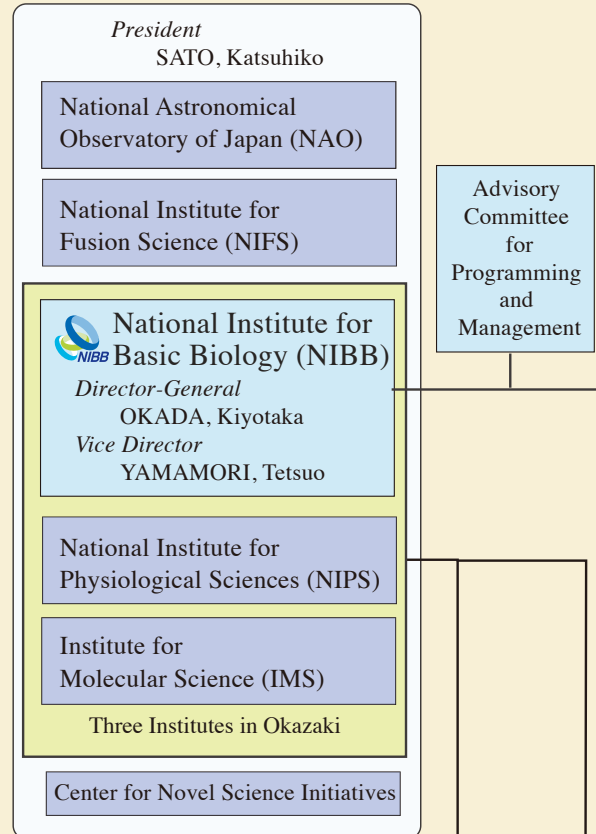 President
SATO, Katsuhiko
National Astronomical
Observatory of Japan (NAO)
National Institute for
Fusion Science (NIFS)
NIBB
National Institute for
Basic Biology (NIBB)
Director-General
OKADA, Kiyotaka
Vice Director
YAMAMORI, Tetsuo
National Institute for
Physiological Sciences (NIPS)
Institute for
Molecular Science (IMS)
Three Institutes in Okazaki
Center for Novel Science Initiatives
Advisory
Committee
for
Programming
and
Management